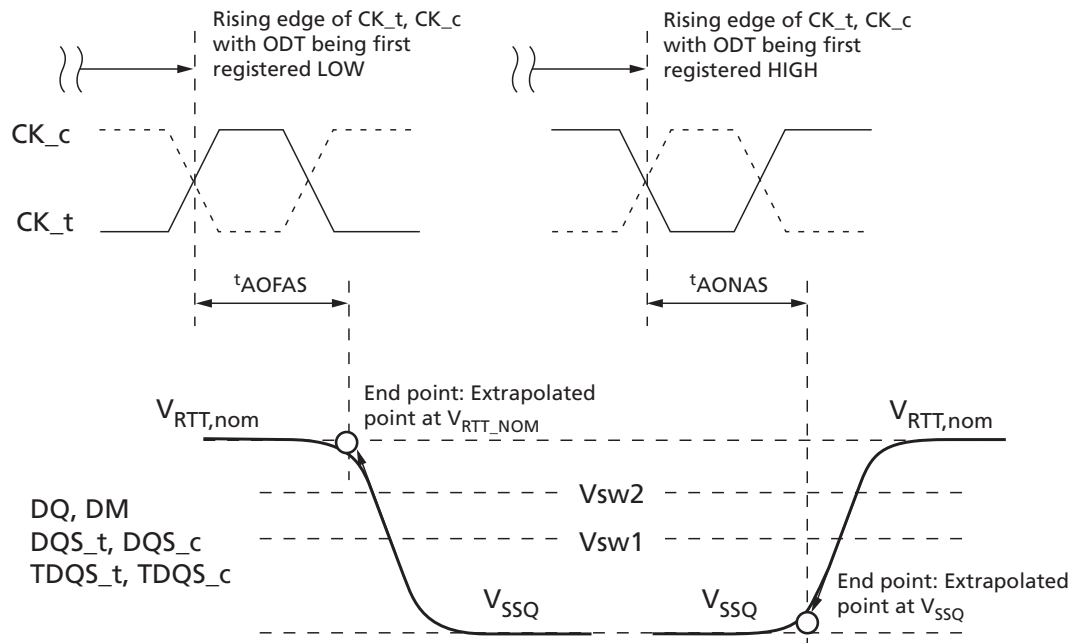 Rising edge of CK_t, CK_c
with ODT being first
registered LOW
Rising edge of CK_t, CK_c
with ODT being first
registered HIGH
CK_c
CK_t
tAOFAS
tAONAS
End point: Extrapolated
point at VRTT_NOM
VRTT,nom
VRTT,nom
Vsw2
Vsw1
DQ, DM
DQS_t, DQS_c
TDQS_t, TDQS_c
VSSQ
VSSQ
End point: Extrapolated
point at VSSQ